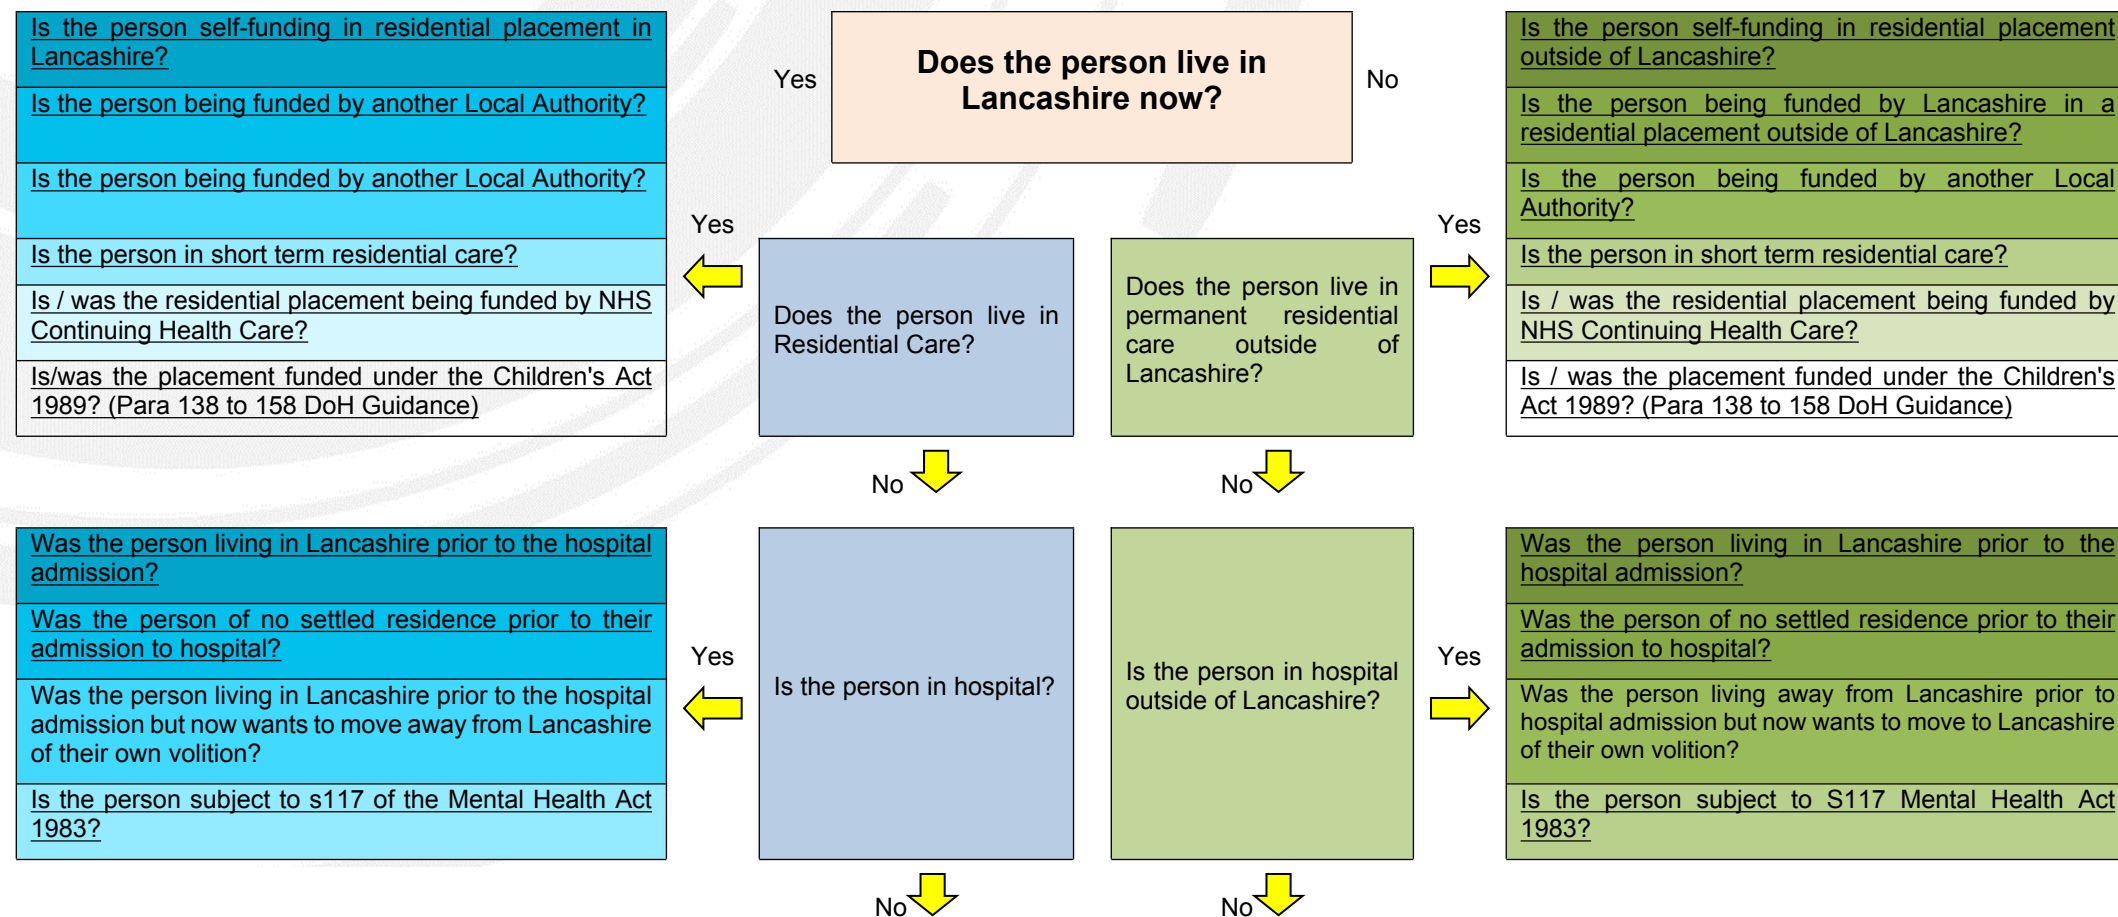 Is the person self-funding in residential placement in
Lancashire?
Is the person being funded by another Local Authority?
Is the person being funded by another Local Authority?
Is the person in short term residential care?
Is / was the residential placement being funded by NHS
Continuing Health Care?
Is/was the placement funded under the Children's Act
1989? (Para 138 to 158 DoH Guidance)
Yes
Does the person live in
Lancashire now?
No
Is the person self-funding in residential placement
outside of Lancashire?
Is the person being funded by Lancashire in a
residential placement outside of Lancashire?
Is the person being funded by another Local
Authority?
Is the person in short term residential care?
Is / was the residential placement being funded by
NHS Continuing Health Care?
Is / was the placement funded under the Children's
Act 1989? (Para 138 to 158 DoH Guidance)
Yes
Does the person live in
Residential Care?
Does the person live in
permanent residential
care outside of
Lancashire?
Yes
No
No
Was the person living in Lancashire prior to the hospital
admission?
Was the person of no settled residence prior to their
admission to hospital?
Was the person living in Lancashire prior to the hospital
admission but now wants to move away from Lancashire
of their own volition?
Is the person subject to s117 of the Mental Health Act
1983?
Yes
Is the person in hospital?
Is the person in hospital
outside of Lancashire?
Yes
Was the person living in Lancashire prior to the
hospital admission?
Was the person of no settled residence prior to their
admission to hospital?
Was the person living away from Lancashire prior to
hospital admission but now wants to move to Lancashire
of their own volition?
Is the person subject to S117 Mental Health Act
1983?
No
No